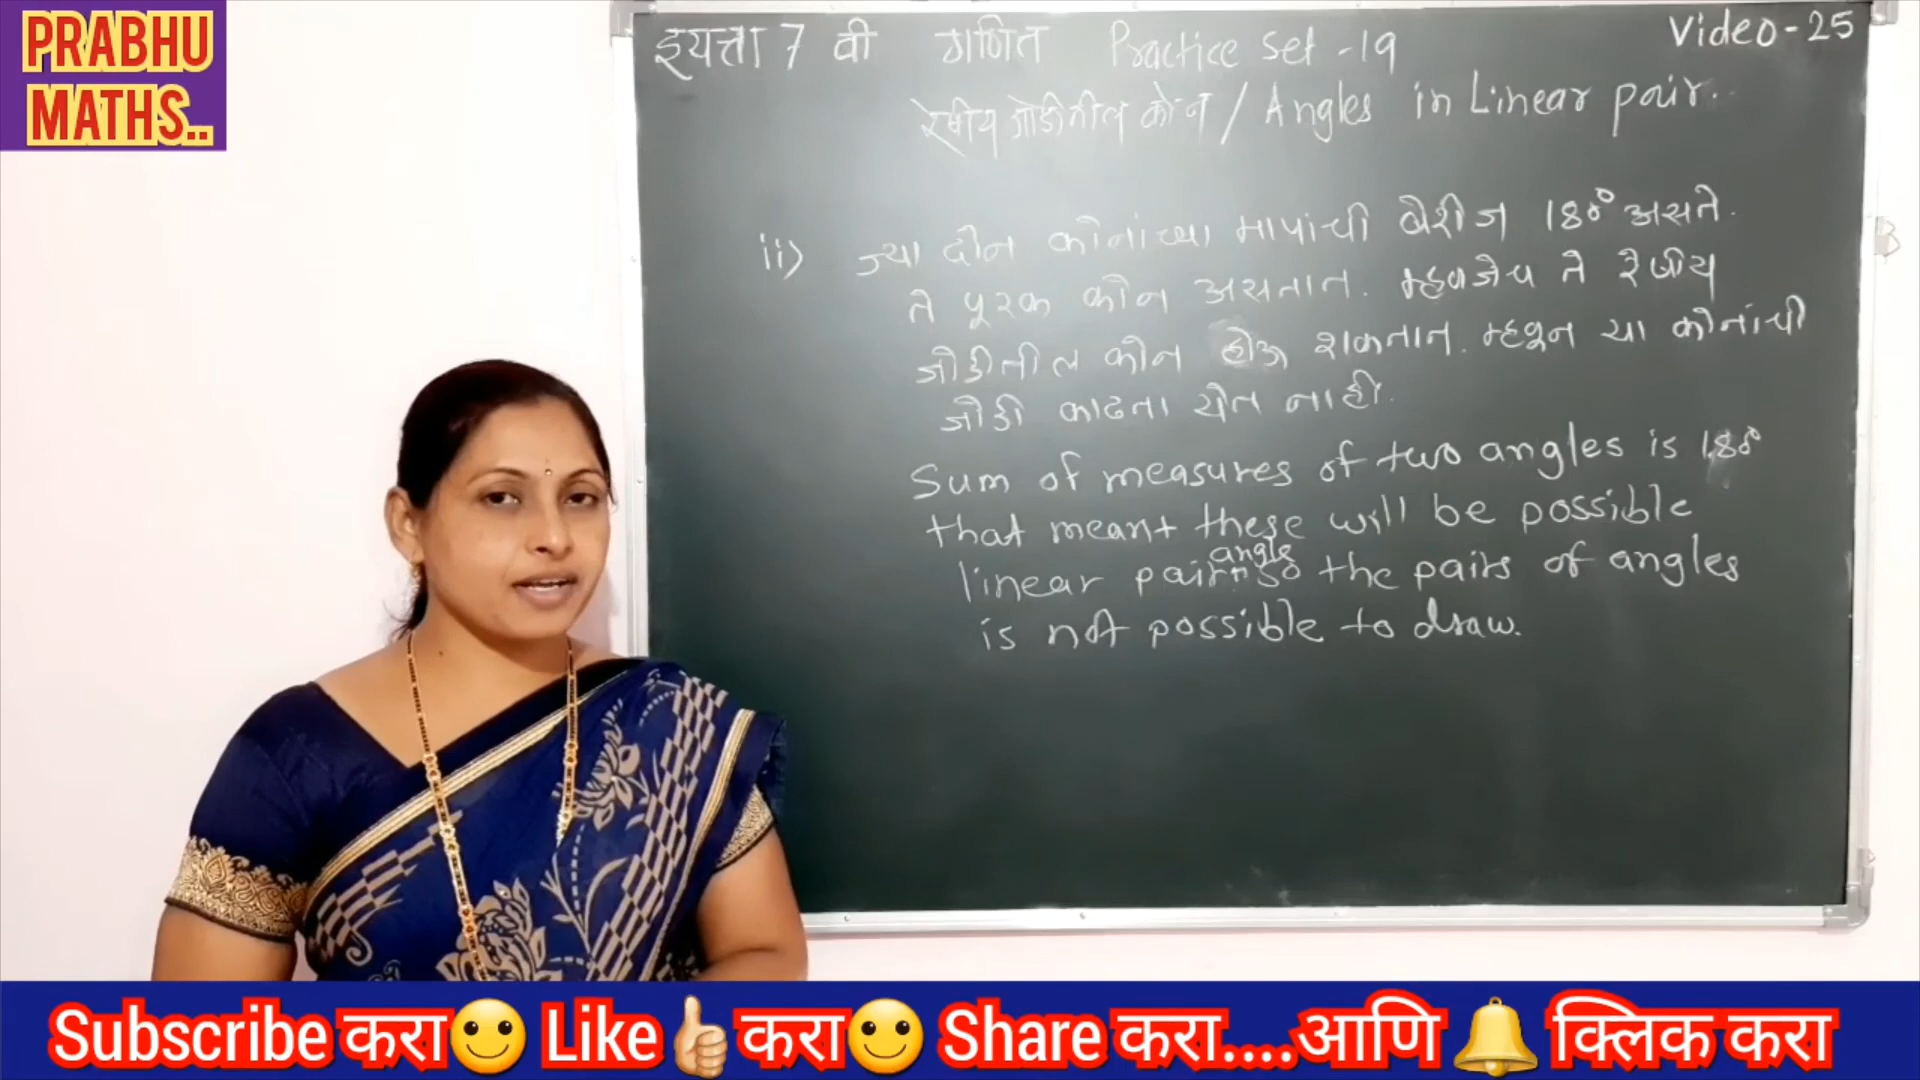 PRABHU
MATHS..
इयत्ता 7 वी गणित Practice set -19
Video-25
रेषीय जोडीतील कोन / Angles in Linear pair.
ii) ज्या दोन कोनांच्या मापांची बेरीज 180° असते.
ते पूरक कोन असतात. म्हणजेच ते रेषीय
जोडीतील कोन होऊ शकतात. म्हणून या कोनांची
जोडी काढता येत नाही.
Sum of measures of two angles is 180°
that meant these will be possible
angle
linear pair so the pairs of angles
is not possible to draw.
Subscribe करा🙂 Like👍करा🙂 Share करा....आणि 🔔 क्लिक करा